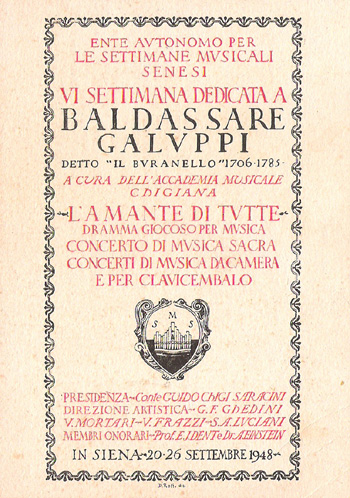 ENTE AVTONOMO PER
LE SETTIMANE MVSICALI
SENESI
VI SETTIMANA DEDICATA A
BALDASSARE
GALVPPI
DETTO "IL BVRANELLO" 1706-1785-
A CVRA DELL'ACCADEMIA MVSICALE
CHIGIANA
L'AMANTE DI TVTTE
DRAMMA GIOCOSO PER MVSICA
CONCERTO DI MVSICA SACRA
CONCERTI DI MVSICA DA CAMERA
E PER CLAVICEMBALO
S M S
PRESIDENZA - Conte GUIDO CHIGI SARACINI
DIREZIONE ARTISTICA - G. F. GHEDINI
V. MORTARI - V. FRAZZI - S. A. LUCIANI
MEMBRI ONORARI - Prof. E. J. DENT e Dr. A. EINSTEIN
IN SIENA - 20-26 SETTEMBRE 1948 -